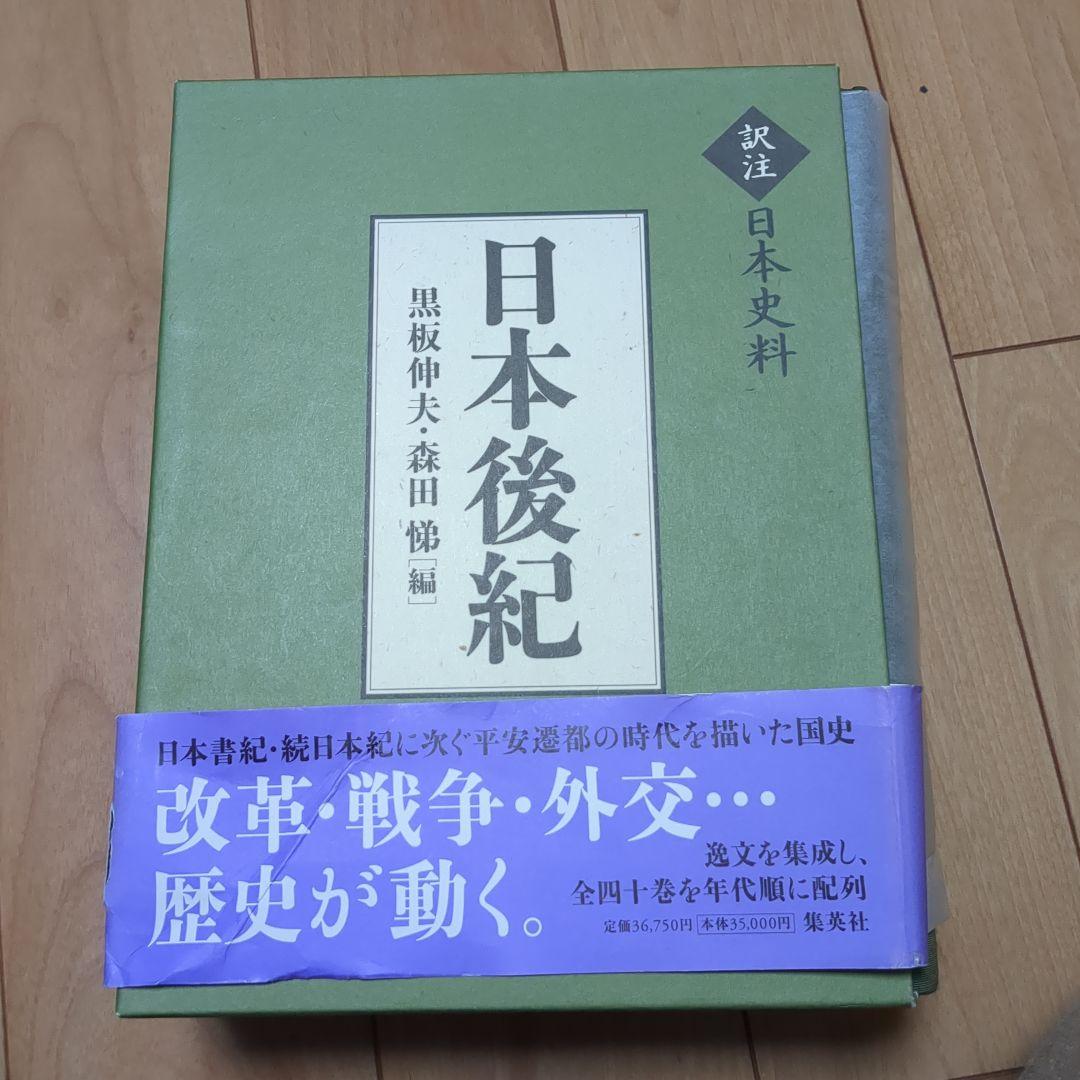 訳注
日本史料
日本後紀
黒板伸夫・森田 悌［編］
日本書紀・続日本紀に次ぐ平安遷都の時代を描いた国史
改革・戦争・外交…
歴史が動く。
逸文を集成し、
全四十巻を年代順に配列
定価36,750円 本体35,000円 集英社